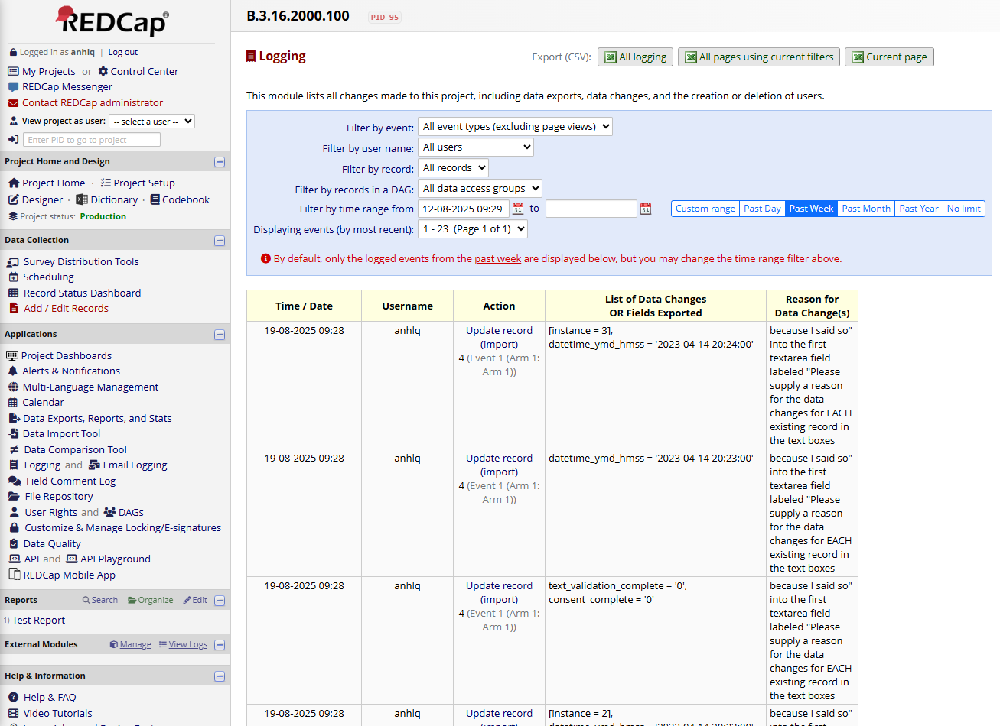 REDCap®
Logged in as anhlq | Log out
My Projects or Control Center
REDCap Messenger
Contact REDCap administrator
View project as user: -- select a user --
Enter PID to go to project
Project Home and Design
Project Home · Project Setup
Designer · Dictionary · Codebook
Project status: Production
Data Collection
Survey Distribution Tools
Scheduling
Record Status Dashboard
Add / Edit Records
Applications
Project Dashboards
Alerts & Notifications
Multi-Language Management
Calendar
Data Exports, Reports, and Stats
Data Import Tool
Data Comparison Tool
Logging and Email Logging
Field Comment Log
File Repository
User Rights and DAGs
Customize & Manage Locking/E-signatures
Data Quality
API and API Playground
REDCap Mobile App
Reports Search Organize Edit
1) Test Report
External Modules Manage View Logs
Help & Information
Help & FAQ
Video Tutorials
B.3.16.2000.100 PID 95
Logging
Export (CSV): All logging All pages using current filters Current page
This module lists all changes made to this project, including data exports, data changes, and the creation or deletion of users.
Filter by event: All event types (excluding page views)
Filter by user name: All users
Filter by record: All records
Filter by records in a DAG: All data access groups
Filter by time range from 12-08-2025 09:29 to Custom range Past Day Past Week Past Month Past Year No limit
Displaying events (by most recent): 1 - 23 (Page 1 of 1)
By default, only the logged events from the past week are displayed below, but you may change the time range filter above.
Time / Date
Username
Action
List of Data Changes
OR Fields Exported
Reason for
Data Change(s)
19-08-2025 09:28
anhlq
Update record
(import)
4 (Event 1 (Arm 1:
Arm 1))
[instance = 3],
datetime_ymd_hmss = '2023-04-14 20:24:00'
because I said so"
into the first
textarea field
labeled "Please
supply a reason
for the data
changes for EACH
existing record in
the text boxes
19-08-2025 09:28
anhlq
Update record
(import)
4 (Event 1 (Arm 1:
Arm 1))
datetime_ymd_hmss = '2023-04-14 20:23:00'
because I said so"
into the first
textarea field
labeled "Please
supply a reason
for the data
changes for EACH
existing record in
the text boxes
19-08-2025 09:28
anhlq
Update record
(import)
4 (Event 1 (Arm 1:
Arm 1))
text_validation_complete = '0',
consent_complete = '0'
because I said so"
into the first
textarea field
labeled "Please
supply a reason
for the data
changes for EACH
existing record in
the text boxes
19-08-2025 09:28
anhlq
Update record
[instance = 2],
because I said so"